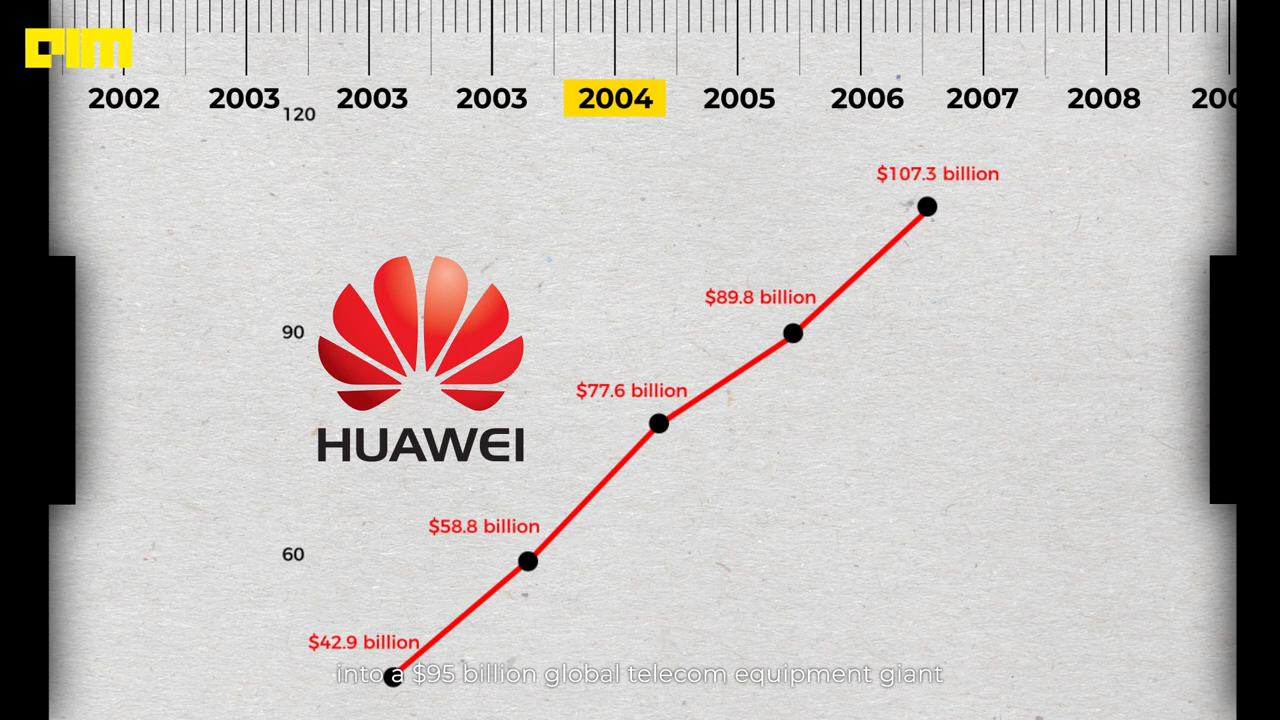 aim
2002 2003 2003 2003 2004 2005 2006 2007 2008 200
120
$107.3 billion
$89.8 billion
90
$77.6 billion
HUAWEI
$58.8 billion
60
$42.9 billion
into a $95 billion global telecom equipment giant